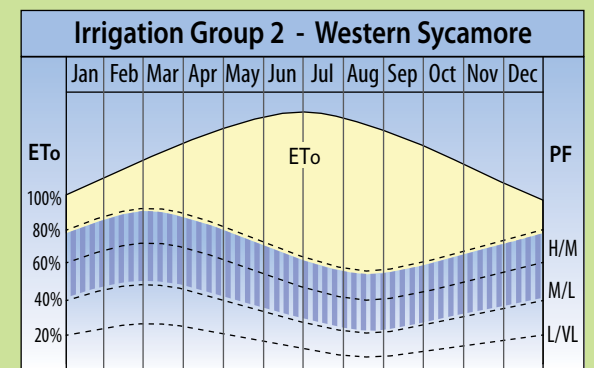 Irrigation Group 2 - Western Sycamore
Jan Feb Mar Apr May Jun Jul Aug Sep Oct Nov Dec
ETo
ETo
PF
100%
80%
H/M
60%
M/L
40%
L/VL
20%